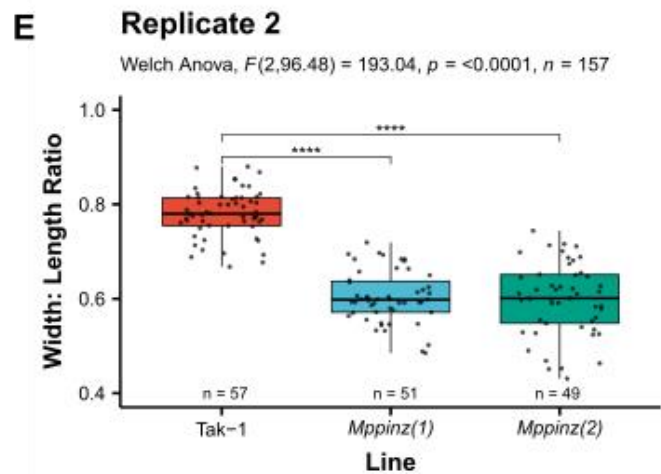 E
Replicate 2
Welch Anova, F(2,96.48) = 193.04, p = <0.0001, n = 157
1.0
****
****
0.8
0.6
0.4
Width: Length Ratio
n = 57
n = 51
n = 49
Tak−1
Mppinz(1)
Mppinz(2)
Line